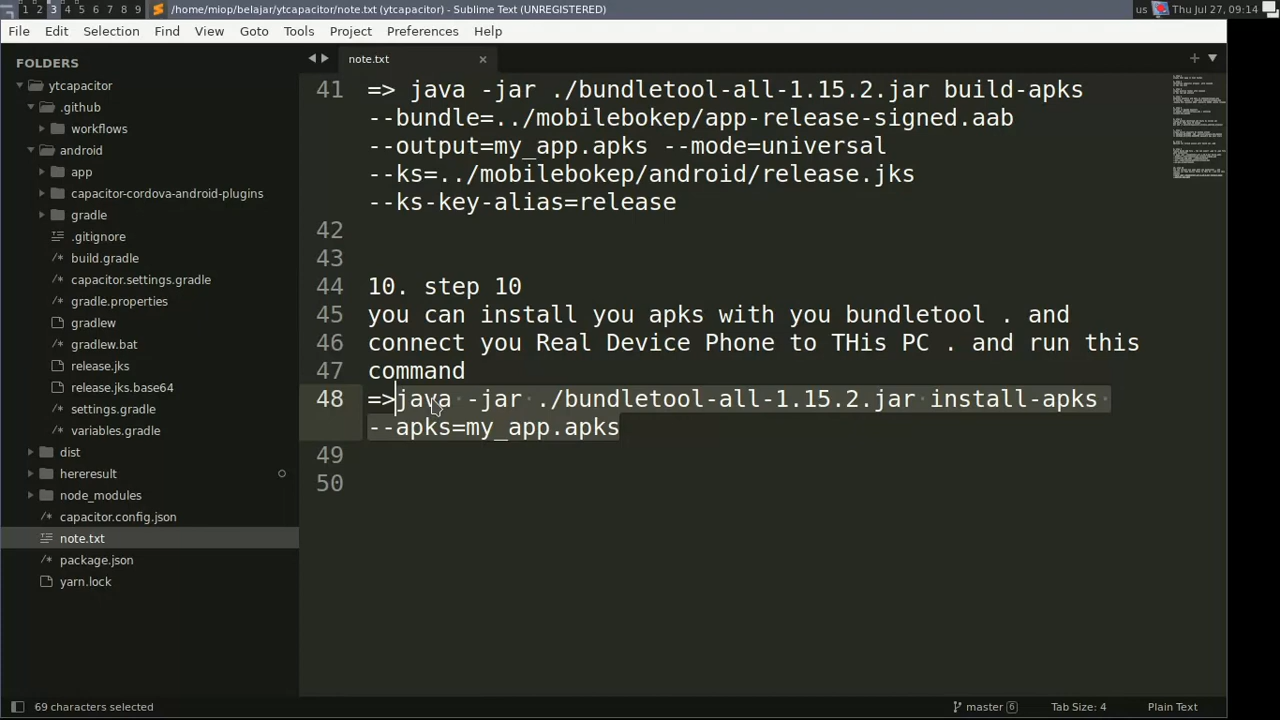 1 2 3 4 5 6 7 8 9 /home/miop/belajar/ytcapacitor/note.txt (ytcapacitor) - Sublime Text (UNREGISTERED) us Thu Jul 27, 09:14
File Edit Selection Find View Goto Tools Project Preferences Help
FOLDERS
ytcapacitor
.github
workflows
android
app
capacitor-cordova-android-plugins
gradle
.gitignore
build.gradle
capacitor.settings.gradle
gradle.properties
gradlew
gradlew.bat
release.jks
release.jks.base64
settings.gradle
variables.gradle
dist
hereresult
node_modules
capacitor.config.json
note.txt
package.json
yarn.lock
note.txt
41 => java -jar ./bundletool-all-1.15.2.jar build-apks
--bundle=../mobilebokep/app-release-signed.aab
--output=my_app.apks --mode=universal
--ks=../mobilebokep/android/release.jks
--ks-key-alias=release
42
43
44 10. step 10
45 you can install you apks with you bundletool . and
46 connect you Real Device Phone to THis PC . and run this
47 command
48 =>java -jar ./bundletool-all-1.15.2.jar install-apks
--apks=my_app.apks
49
50
69 characters selected master 6 Tab Size: 4 Plain Text